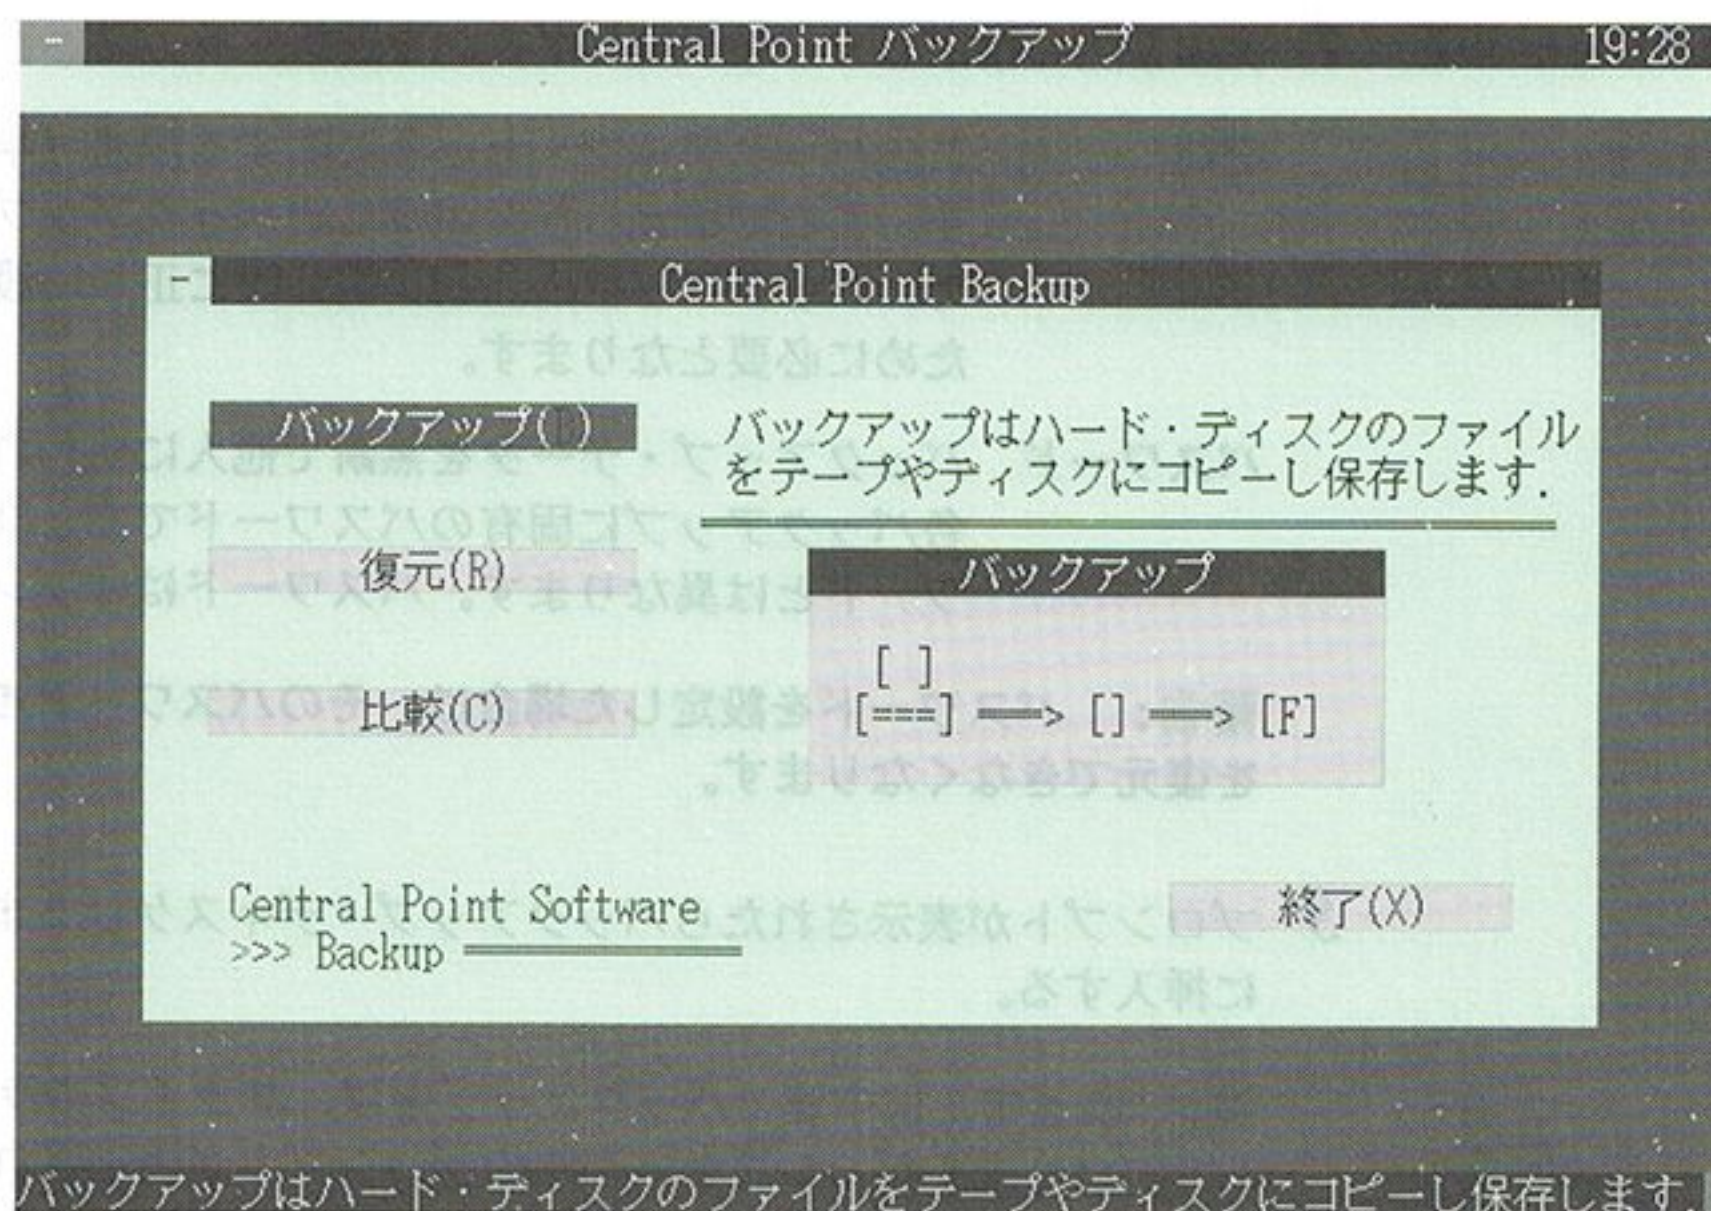 Central Point バックアップ 19:28
Central Point Backup
バックアップ( )
バックアップはハード・ディスクのファイル
をテープやディスクにコピーし保存します.
復元(R)
バックアップ
[ ]
[===] ══> [] ══> [F]
比較(C)
Central Point Software
>>> Backup ══════
終了(X)
バックアップはハード・ディスクのファイルをテープやディスクにコピーし保存します.